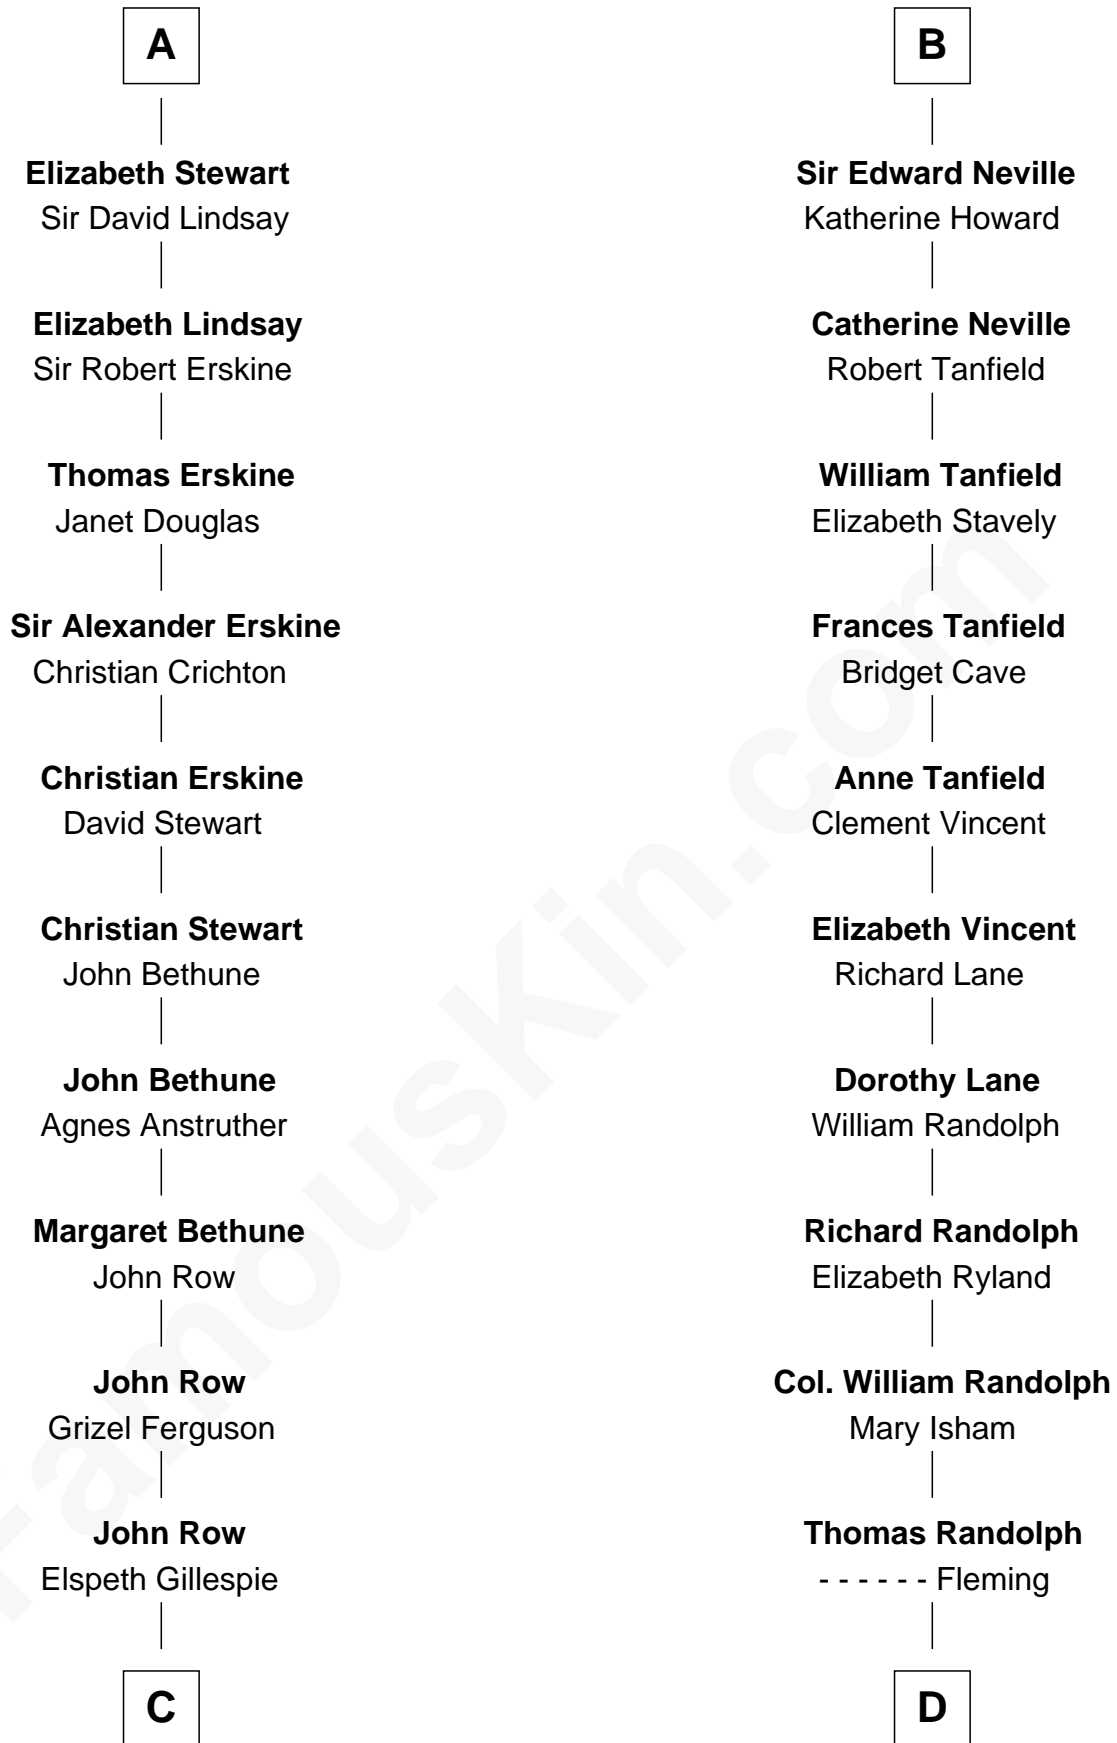 A
Elizabeth Stewart
Sir David Lindsay
Elizabeth Lindsay
Sir Robert Erskine
Thomas Erskine
Janet Douglas
Sir Alexander Erskine
Christian Crichton
Christian Erskine
David Stewart
Christian Stewart
John Bethune
John Bethune
Agnes Anstruther
Margaret Bethune
John Row
John Row
Grizel Ferguson
John Row
Elspeth Gillespie
C
B
Sir Edward Neville
Katherine Howard
Catherine Neville
Robert Tanfield
William Tanfield
Elizabeth Stavely
Frances Tanfield
Bridget Cave
Anne Tanfield
Clement Vincent
Elizabeth Vincent
Richard Lane
Dorothy Lane
William Randolph
Richard Randolph
Elizabeth Ryland
Col. William Randolph
Mary Isham
Thomas Randolph
- - - - - - Fleming
D
FamousKin.com